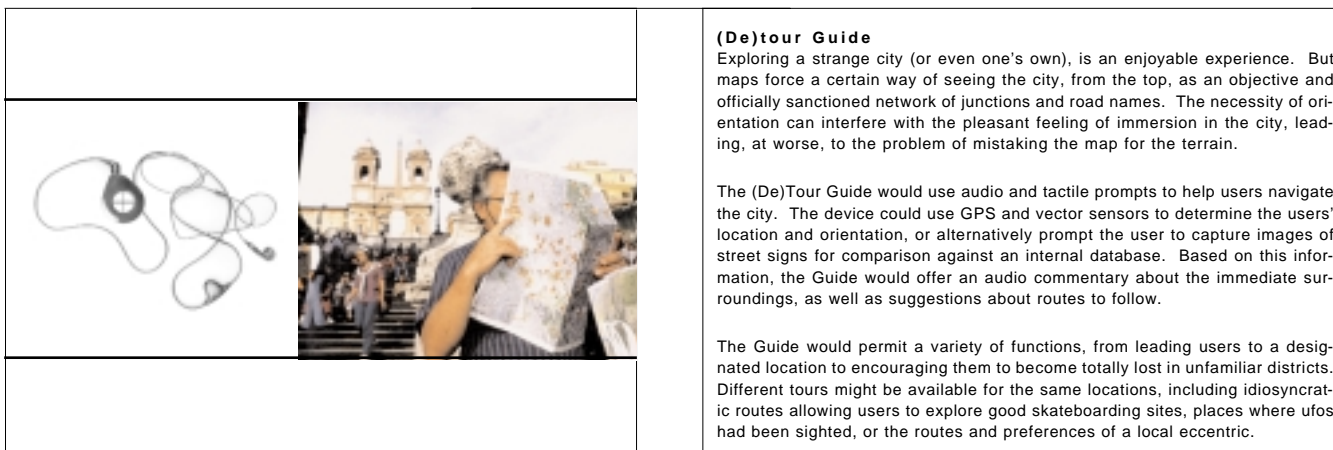 (De)tour Guide
Exploring a strange city (or even one's own), is an enjoyable experience.  But
maps force a certain way of seeing the city, from the top, as an objective and
officially sanctioned network of junctions and road names.  The necessity of ori-
entation can interfere with the pleasant feeling of immersion in the city, lead-
ing, at worse, to the problem of mistaking the map for the terrain.
The (De)Tour Guide would use audio and tactile prompts to help users navigate
the city.  The device could use GPS and vector sensors to determine the users'
location and orientation, or alternatively prompt the user to capture images of
street signs for comparison against an internal database.  Based on this infor-
mation, the Guide would offer an audio commentary about the immediate sur-
roundings, as well as suggestions about routes to follow.
The Guide would permit a variety of functions, from leading users to a desig-
nated location to encouraging them to become totally lost in unfamiliar districts.
Different tours might be available for the same locations, including idiosyncrat-
ic routes allowing users to explore good skateboarding sites, places where ufos
had been sighted, or the routes and preferences of a local eccentric.